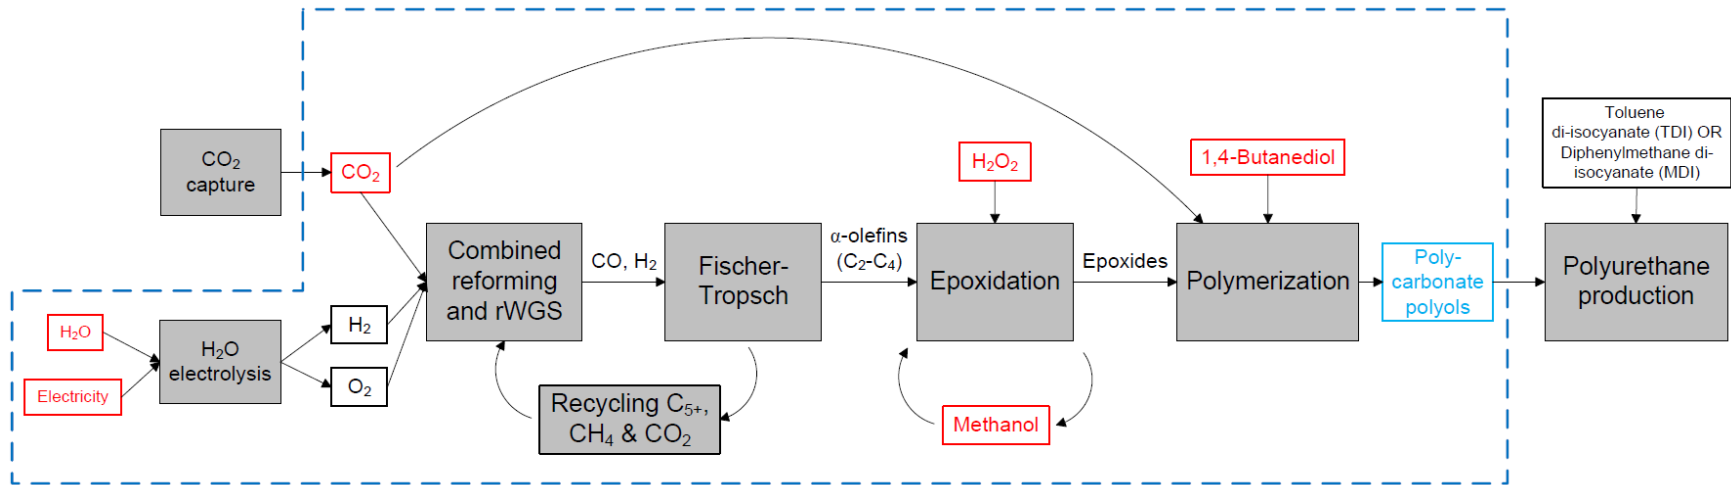 CO₂
capture
CO₂
H₂O
Electricity
H₂O
electrolysis
H₂
O₂
Combined
reforming
and rWGS
CO, H₂
Fischer-
Tropsch
Recycling C₅₊,
CH₄ & CO₂
α-olefins
(C₂-C₄)
H₂O₂
Epoxidation
Methanol
Epoxides
1,4-Butanediol
Polymerization
Poly-
carbonate
polyols
Toluene
di-isocyanate (TDI) OR
Diphenylmethane di-
isocyanate (MDI)
Polyurethane
production